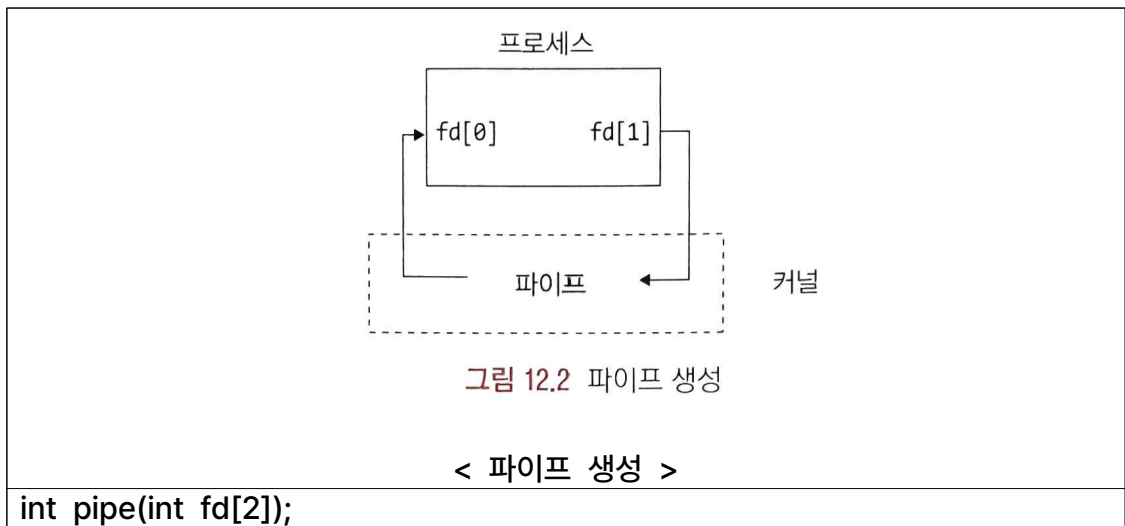 프로세스
fd[0] fd[1]
파이프 커널
그림 12.2 파이프 생성
< 파이프 생성 >
int pipe(int fd[2]);